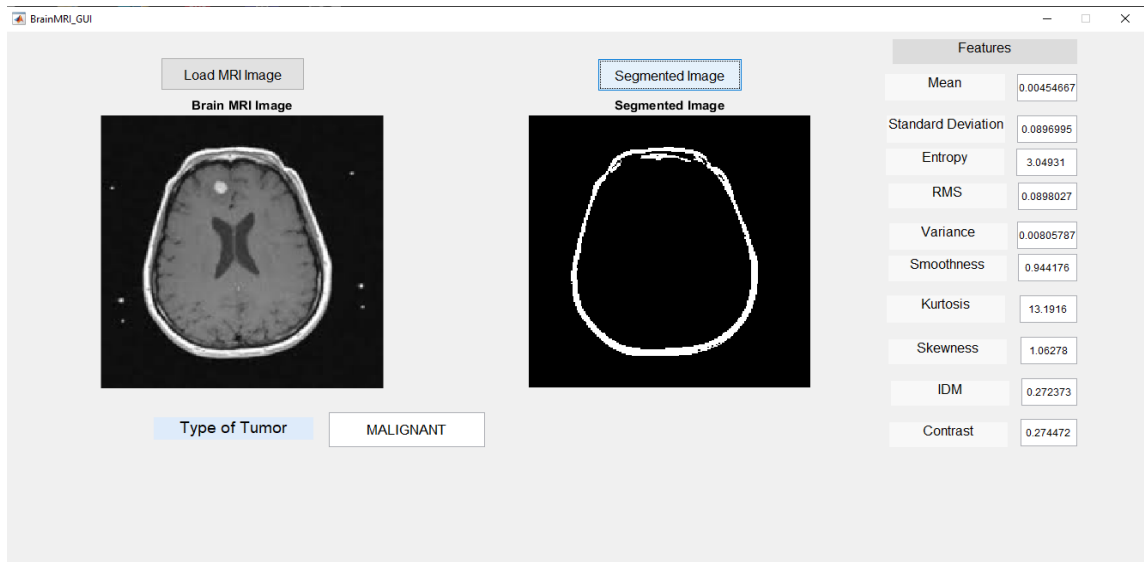 BrainMRI_GUI
Load MRI Image
Brain MRI Image
Segmented Image
Segmented Image
Features
Mean 0.00454667
Standard Deviation 0.0896995
Entropy 3.04931
RMS 0.0898027
Variance 0.00805787
Smoothness 0.944176
Kurtosis 13.1916
Skewness 1.06278
IDM 0.272373
Contrast 0.274472
Type of Tumor MALIGNANT